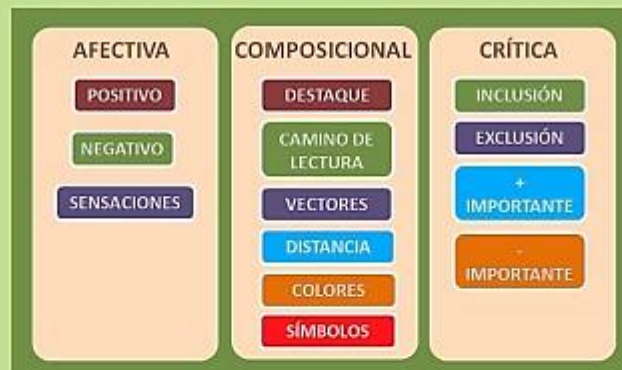 AFECTIVA
POSITIVO
NEGATIVO
SENSACIONES
COMPOSICIONAL
DESTAQUE
CAMINO DE
LECTURA
VECTORES
DISTANCIA
COLORES
SÍMBOLOS
CRÍTICA
INCLUSIÓN
EXCLUSIÓN
+
IMPORTANTE
-
IMPORTANTE